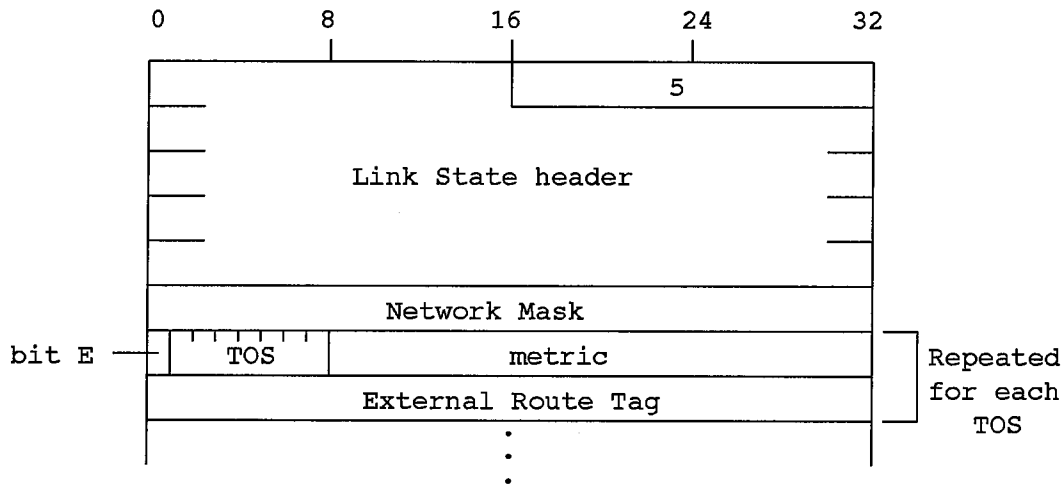 0 8 16 24 32
5
Link State header
Network Mask
bit E TOS metric
Repeated
for each
TOS
External Route Tag